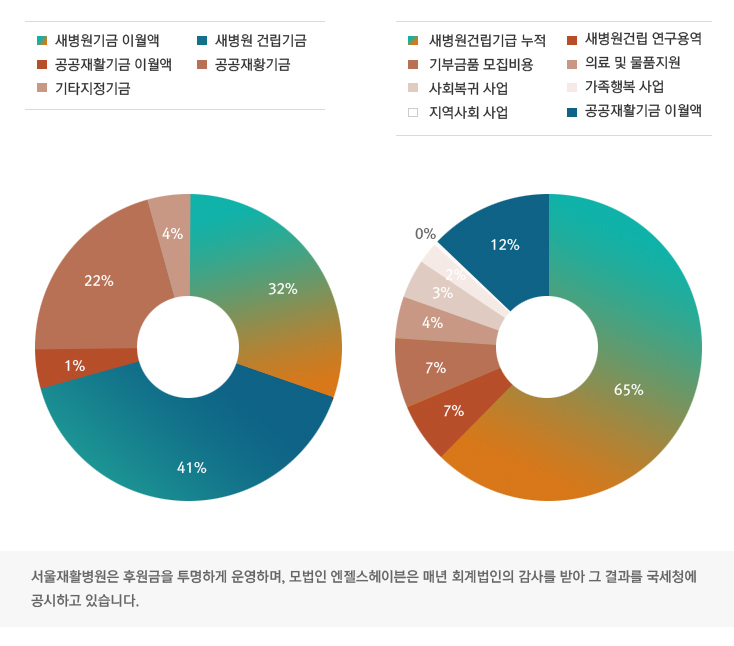 새병원기금 이월액
새병원 건립기금
공공재활기금 이월액
공공재황기금
기타지정기금
새병원건립기급 누적
새병원건립 연구용역
기부금품 모집비용
의료 및 물품지원
사회복귀 사업
가족행복 사업
지역사회 사업
공공재활기금 이월액
4%
32%
22%
1%
41%
0%
12%
2%
3%
4%
7%
7%
65%
서울재활병원은 후원금을 투명하게 운영하며, 모법인 엔젤스헤이븐은 매년 회계법인의 감사를 받아 그 결과를 국세청에
공시하고 있습니다.